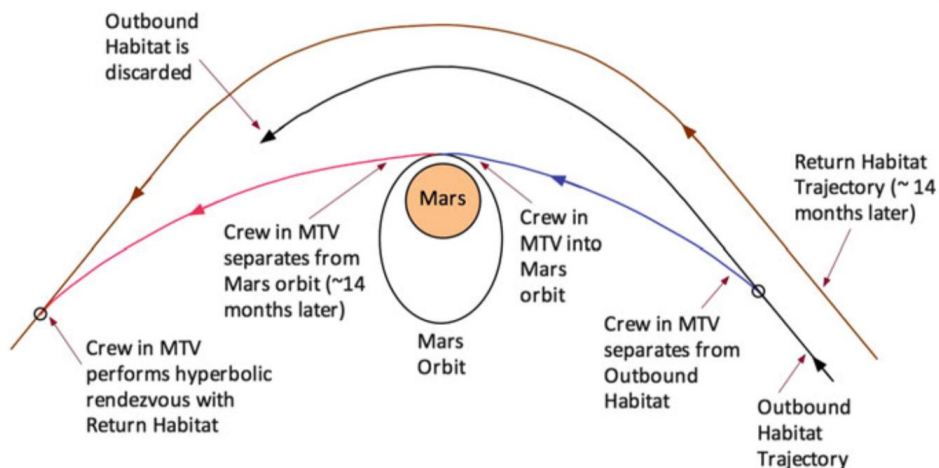 Outbound
Habitat is
discarded
Mars
Return Habitat
Trajectory (~ 14
months later)
Crew in MTV
separates from
Mars orbit (~14
months later)
Crew in
MTV into
Mars
orbit
Mars
Orbit
Crew in MTV
performs hyperbolic
rendezvous with
Return Habitat
Crew in MTV
separates from
Outbound
Habitat
Outbound
Habitat
Trajectory